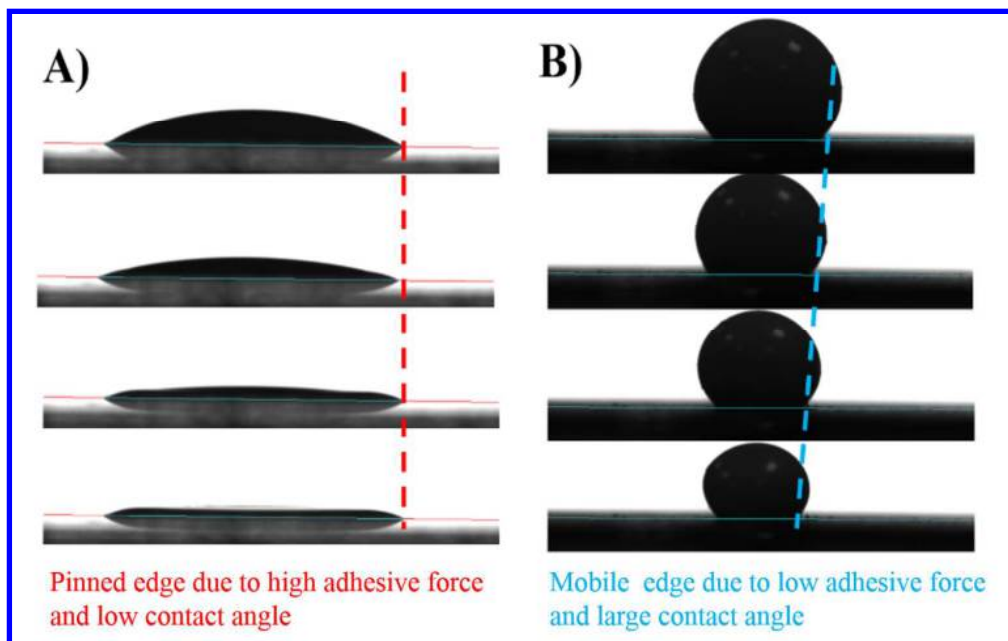 A)
B)
Pinned edge due to high adhesive force
and low contact angle
Mobile edge due to low adhesive force
and large contact angle